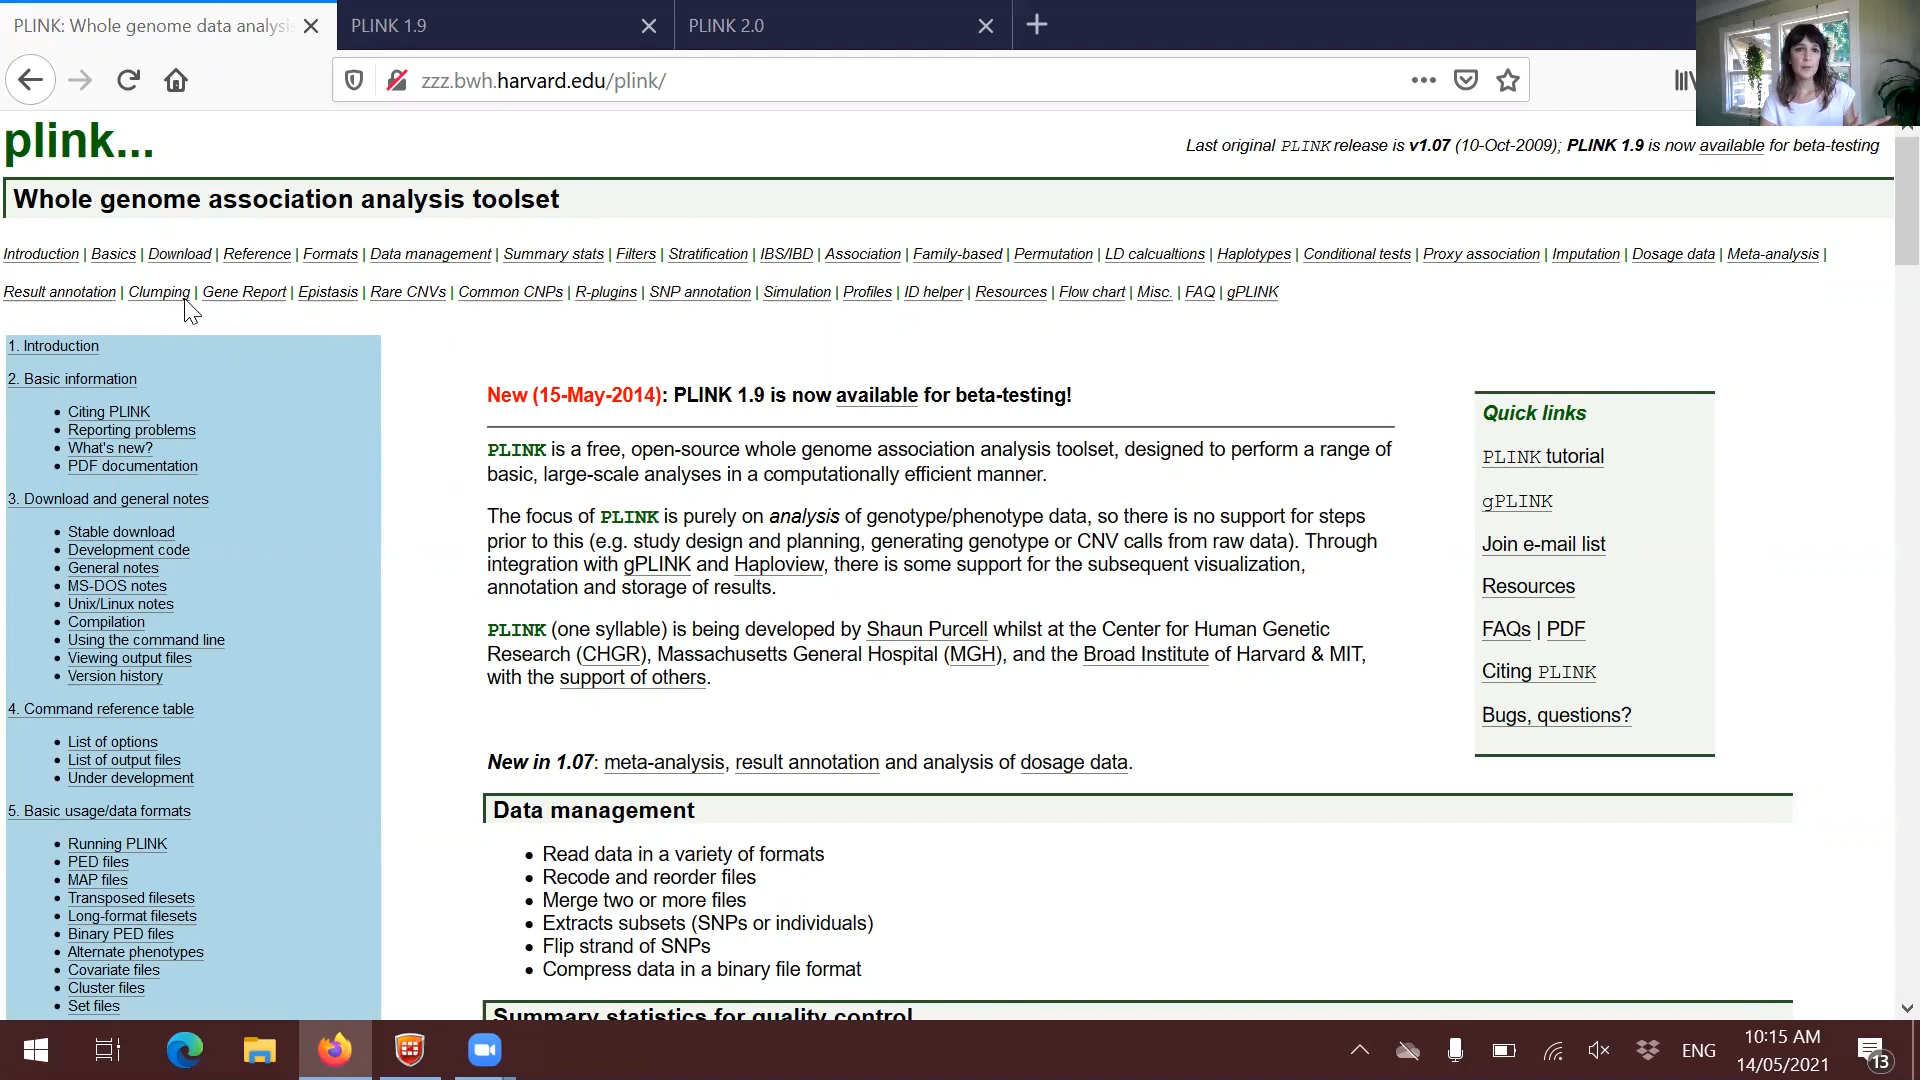 PLINK: Whole genome data analysis
PLINK 1.9
PLINK 2.0
zzz.bwh.harvard.edu/plink/
plink...
Last original PLINK release is v1.07 (10-Oct-2009); PLINK 1.9 is now available for beta-testing
Whole genome association analysis toolset
Introduction | Basics | Download | Reference | Formats | Data management | Summary stats | Filters | Stratification | IBS/IBD | Association | Family-based | Permutation | LD calcualtions | Haplotypes | Conditional tests | Proxy association | Imputation | Dosage data | Meta-analysis |
Result annotation | Clumping | Gene Report | Epistasis | Rare CNVs | Common CNPs | R-plugins | SNP annotation | Simulation | Profiles | ID helper | Resources | Flow chart | Misc. | FAQ | gPLINK
1. Introduction
2. Basic information
• Citing PLINK
• Reporting problems
• What's new?
• PDF documentation
3. Download and general notes
• Stable download
• Development code
• General notes
• MS-DOS notes
• Unix/Linux notes
• Compilation
• Using the command line
• Viewing output files
• Version history
4. Command reference table
• List of options
• List of output files
• Under development
5. Basic usage/data formats
• Running PLINK
• PED files
• MAP files
• Transposed filesets
• Long-format filesets
• Binary PED files
• Alternate phenotypes
• Covariate files
• Cluster files
• Set files
New (15-May-2014): PLINK 1.9 is now available for beta-testing!
PLINK is a free, open-source whole genome association analysis toolset, designed to perform a range of
basic, large-scale analyses in a computationally efficient manner.
The focus of PLINK is purely on analysis of genotype/phenotype data, so there is no support for steps
prior to this (e.g. study design and planning, generating genotype or CNV calls from raw data). Through
integration with gPLINK and Haploview, there is some support for the subsequent visualization,
annotation and storage of results.
PLINK (one syllable) is being developed by Shaun Purcell whilst at the Center for Human Genetic
Research (CHGR), Massachusetts General Hospital (MGH), and the Broad Institute of Harvard & MIT,
with the support of others.
New in 1.07: meta-analysis, result annotation and analysis of dosage data.
Data management
• Read data in a variety of formats
• Recode and reorder files
• Merge two or more files
• Extracts subsets (SNPs or individuals)
• Flip strand of SNPs
• Compress data in a binary file format
Summary statistics for quality control
Quick links
PLINK tutorial
gPLINK
Join e-mail list
Resources
FAQs | PDF
Citing PLINK
Bugs, questions?
ENG
10:15 AM
14/05/2021
13